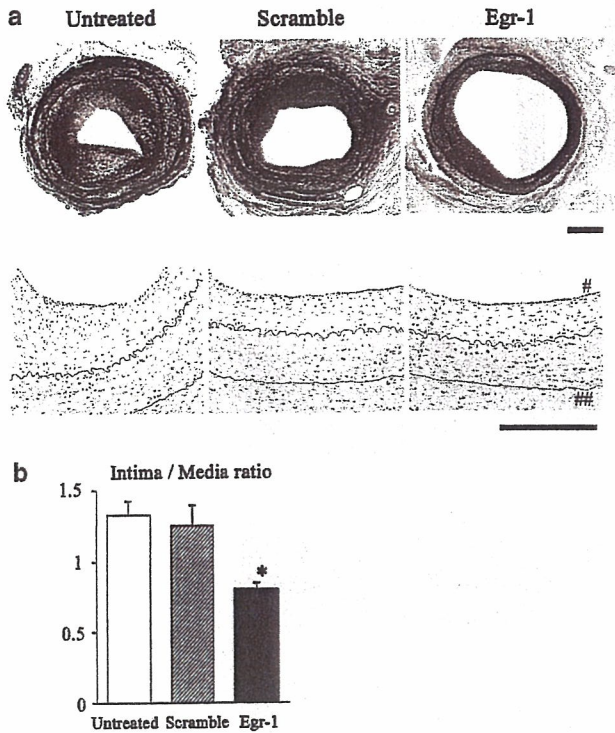 a
Untreated Scramble Egr-1
#
##
b
Intima / Media ratio
1.5
1
0.5
0
*
Untreated Scramble Egr-1